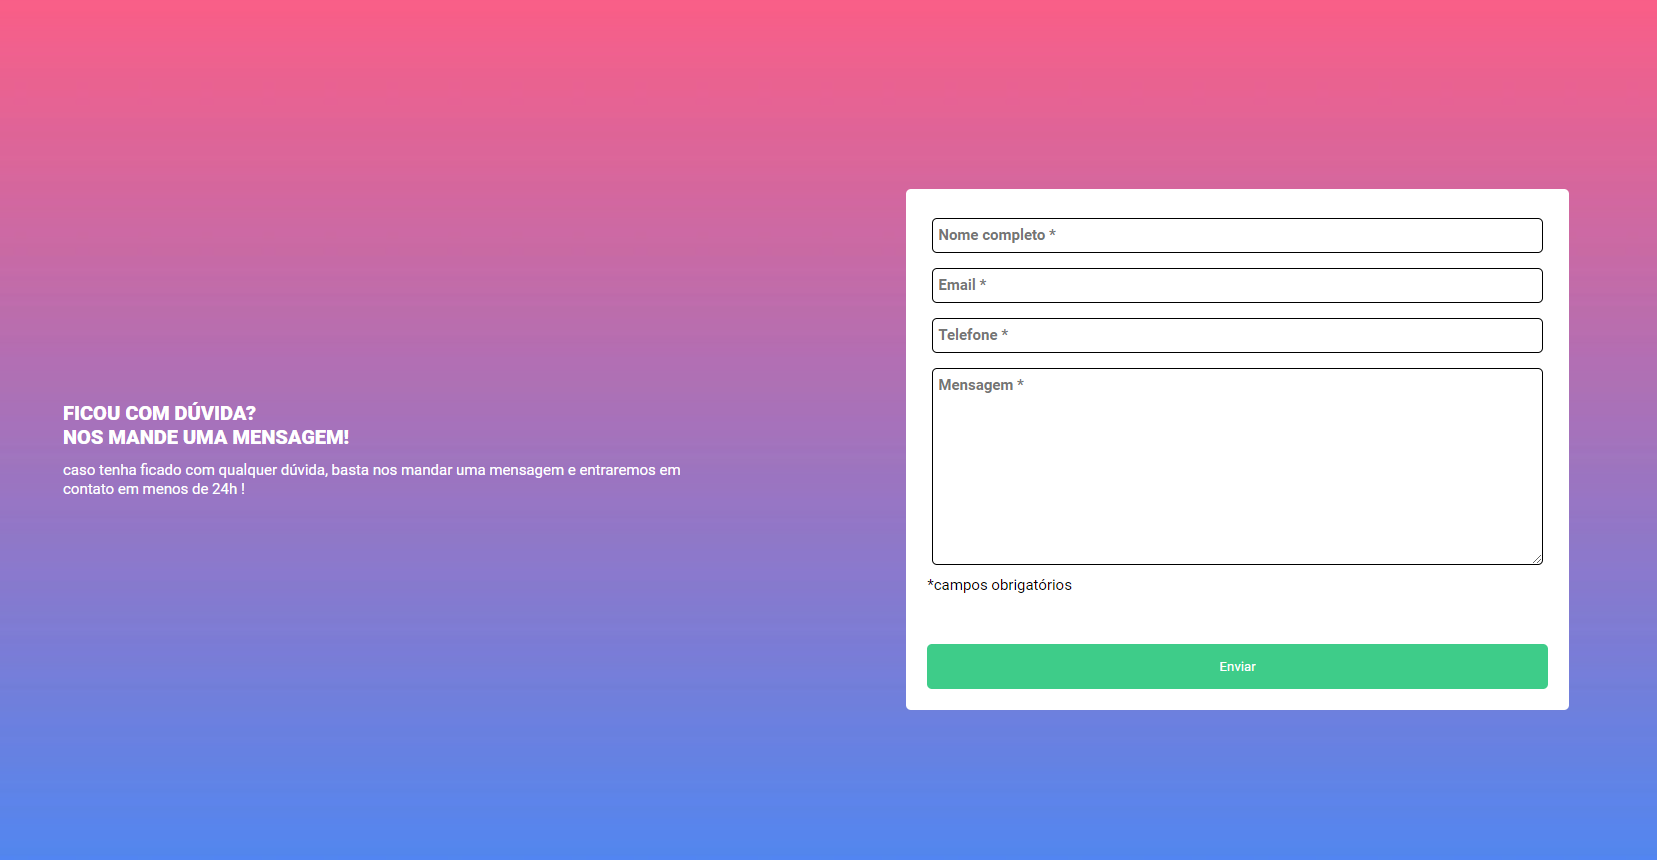 FICOU COM DÚVIDA?
NOS MANDE UMA MENSAGEM!
caso tenha ficado com qualquer dúvida, basta nos mandar uma mensagem e entraremos em
contato em menos de 24h !
Nome completo *
Email *
Telefone *
Mensagem *
*campos obrigatórios
Enviar